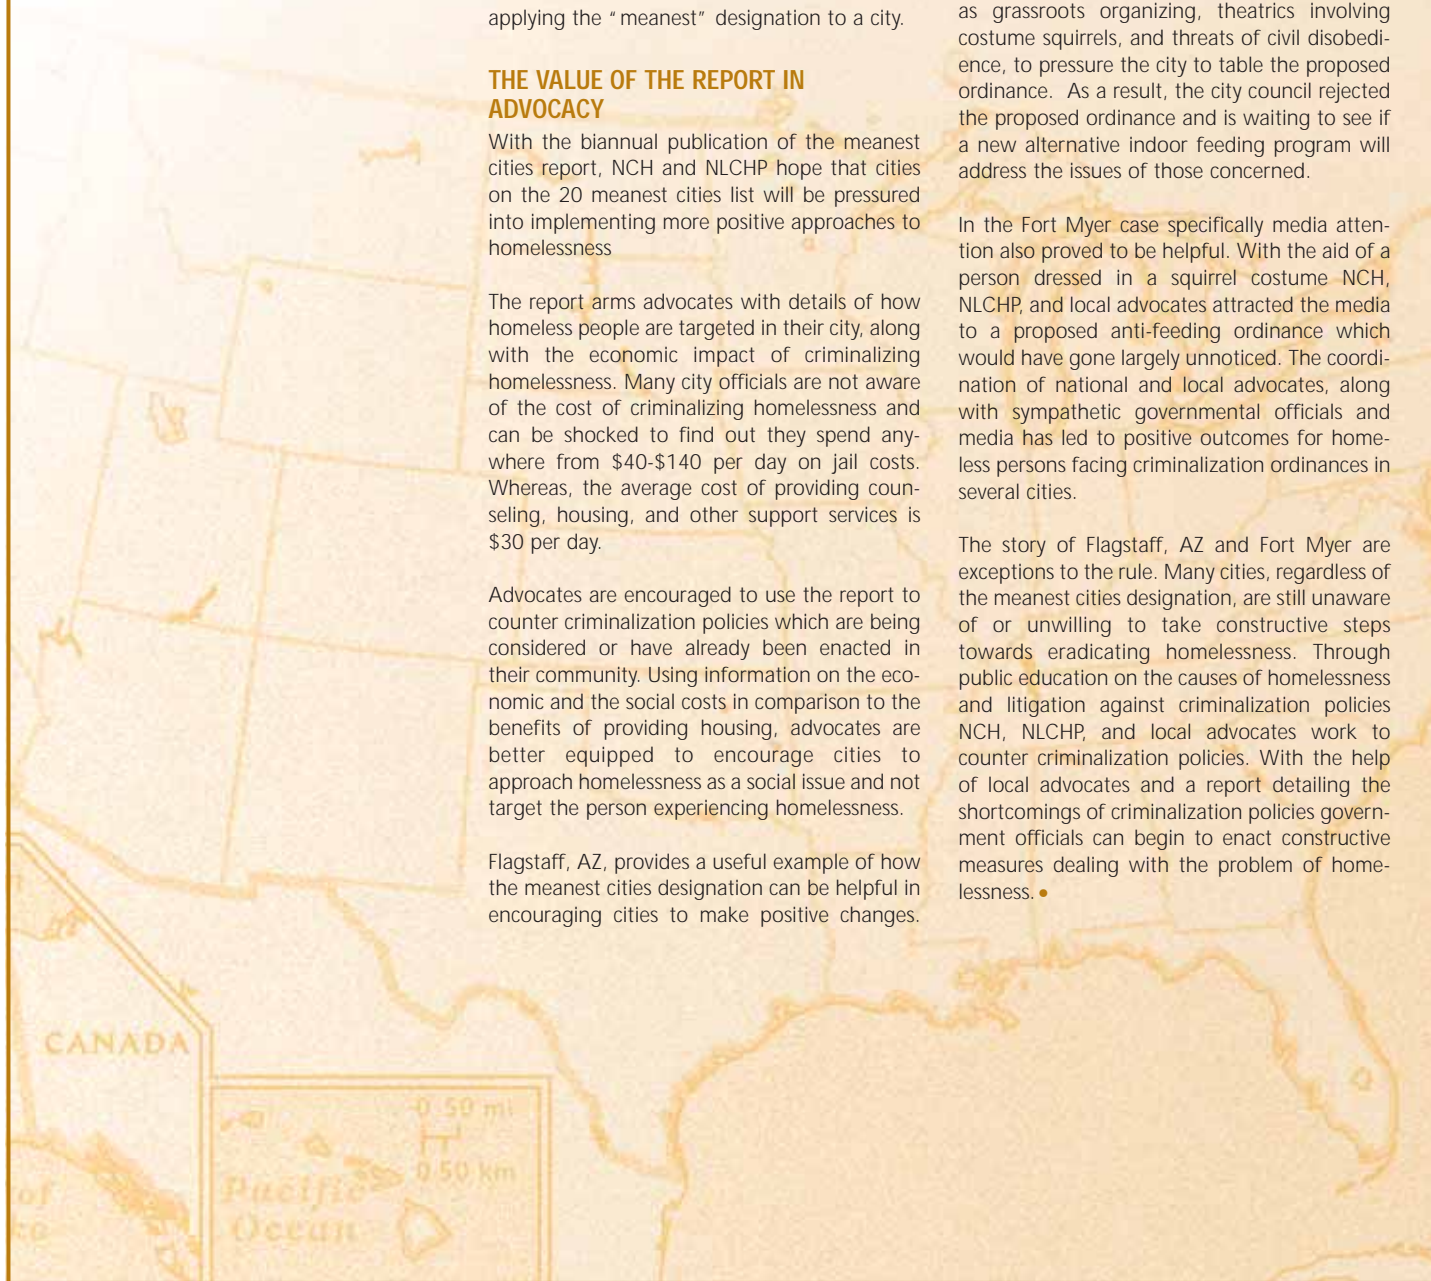 applying the "meanest" designation to a city.
THE VALUE OF THE REPORT IN
ADVOCACY
With the biannual publication of the meanest
cities report, NCH and NLCHP hope that cities
on the 20 meanest cities list will be pressured
into implementing more positive approaches to
homelessness
The report arms advocates with details of how
homeless people are targeted in their city, along
with the economic impact of criminalizing
homelessness. Many city officials are not aware
of the cost of criminalizing homelessness and
can be shocked to find out they spend any-
where from $40-$140 per day on jail costs.
Whereas, the average cost of providing coun-
seling, housing, and other support services is
$30 per day.
Advocates are encouraged to use the report to
counter criminalization policies which are being
considered or have already been enacted in
their community. Using information on the eco-
nomic and the social costs in comparison to the
benefits of providing housing, advocates are
better equipped to encourage cities to
approach homelessness as a social issue and not
target the person experiencing homelessness.
Flagstaff, AZ, provides a useful example of how
the meanest cities designation can be helpful in
encouraging cities to make positive changes.
as grassroots organizing, theatrics involving
costume squirrels, and threats of civil disobedi-
ence, to pressure the city to table the proposed
ordinance. As a result, the city council rejected
the proposed ordinance and is waiting to see if
a new alternative indoor feeding program will
address the issues of those concerned.
In the Fort Myer case specifically media atten-
tion also proved to be helpful. With the aid of a
person dressed in a squirrel costume NCH,
NLCHP, and local advocates attracted the media
to a proposed anti-feeding ordinance which
would have gone largely unnoticed. The coordi-
nation of national and local advocates, along
with sympathetic governmental officials and
media has led to positive outcomes for home-
less persons facing criminalization ordinances in
several cities.
The story of Flagstaff, AZ and Fort Myer are
exceptions to the rule. Many cities, regardless of
the meanest cities designation, are still unaware
of or unwilling to take constructive steps
towards eradicating homelessness. Through
public education on the causes of homelessness
and litigation against criminalization policies
NCH, NLCHP, and local advocates work to
counter criminalization policies. With the help
of local advocates and a report detailing the
shortcomings of criminalization policies govern-
ment officials can begin to enact constructive
measures dealing with the problem of home-
lessness. •
CANADA
0 50 mi
0 50 km
Pacific
Ocean
of